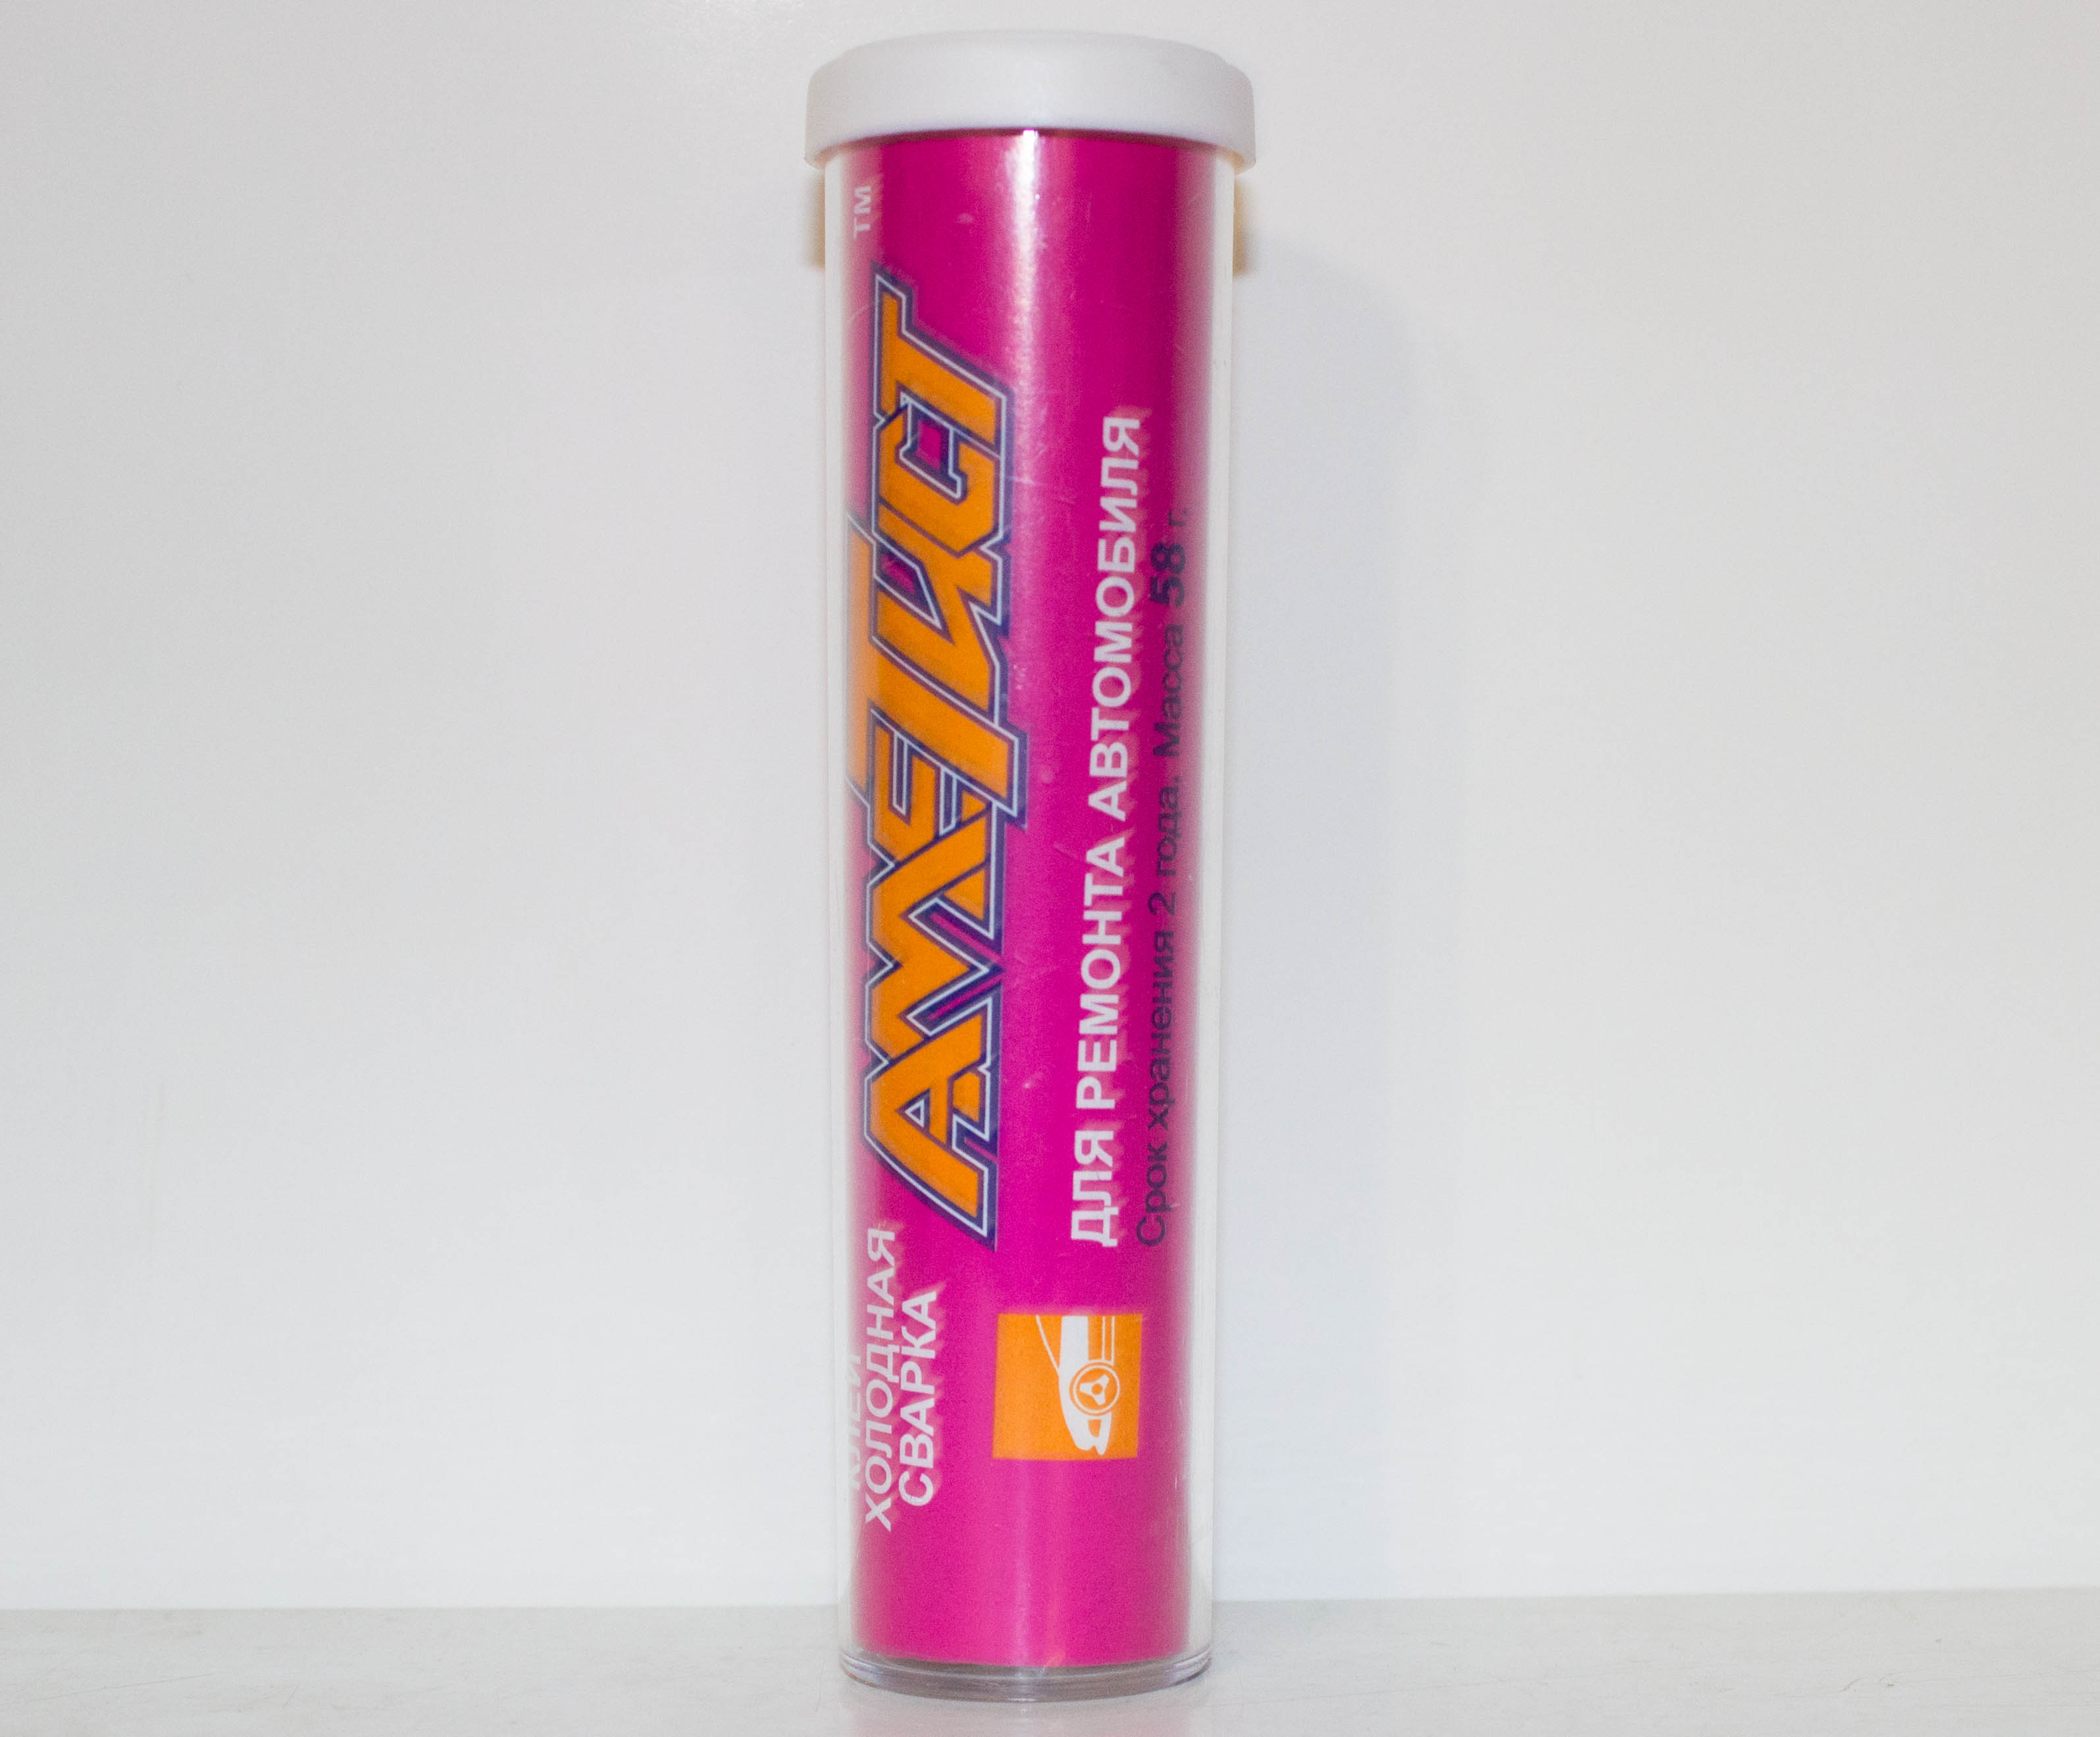 КЛЕЙ
ХОЛОДНАЯ
СВАРКА
АМЕТИСТ ТМ
ДЛЯ РЕМОНТА АВТОМОБИЛЯ
Срок хранения 2 года. Масса 58 г.